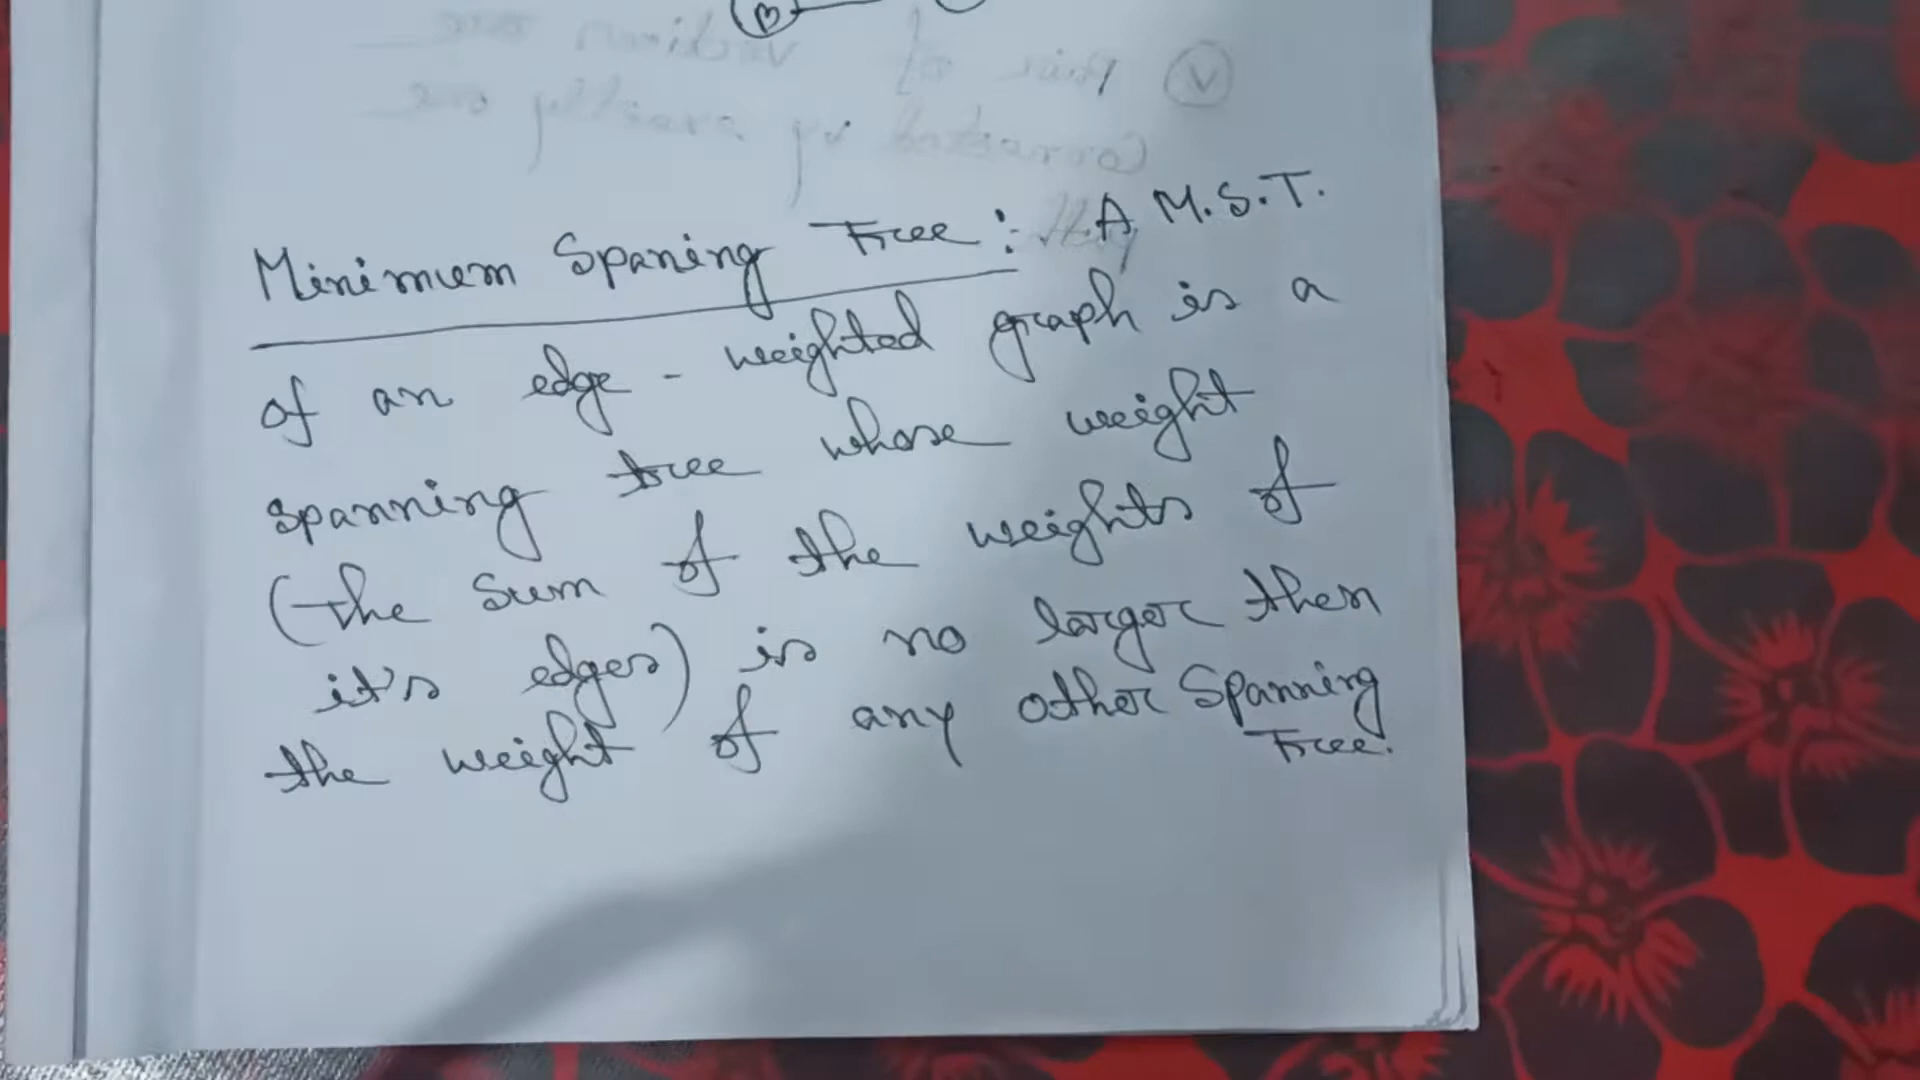 B
Minimum Spaning Tree : A M.S.T.
of an edge - weighted graph is a
spanning tree whose weight
(the sum of the weights of
it's edges) is no larger then
the weight of any other Spanning
Tree.